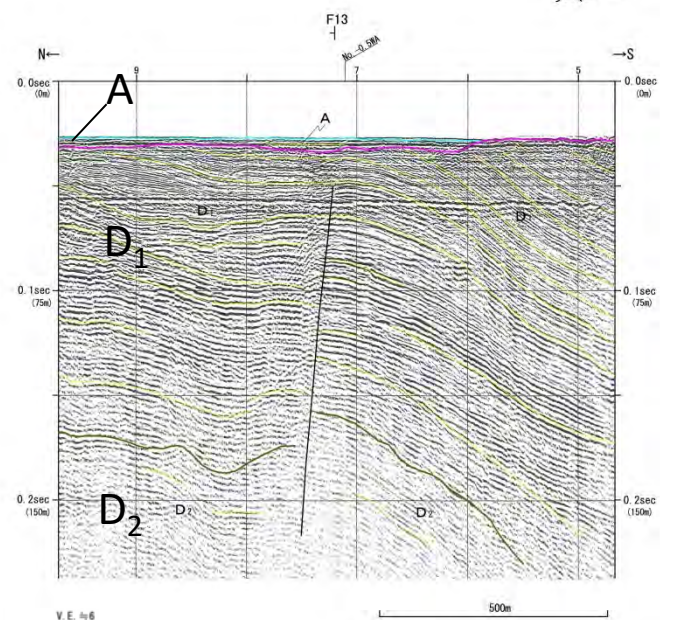 F13
N← No -0.5WA →S
9 7 5
0.0sec 0.0sec
(0m) (0m)
A
A
D1 D1
D1
0.1sec 0.1sec
(75m) (75m)
0.2sec 0.2sec
(150m) (150m)
D2 D2 D2
V.E.≒6 500m